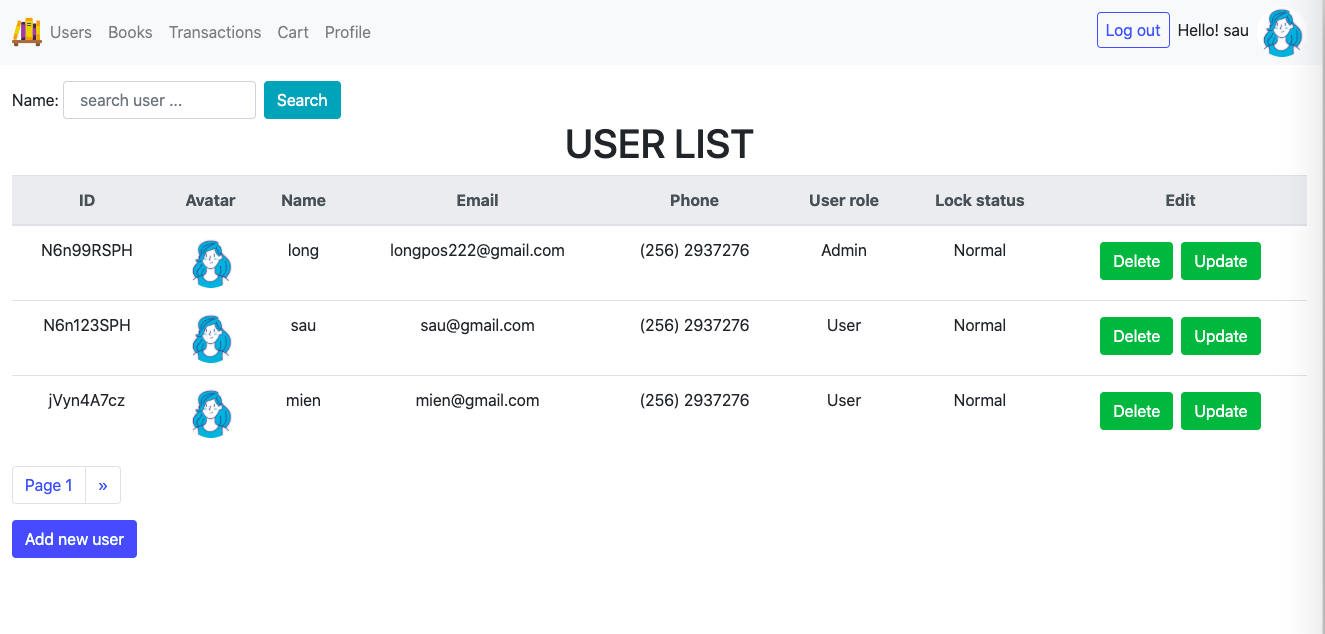 Users Books Transactions Cart Profile Log out Hello! sau
Name: search user ... Search
USER LIST
ID Avatar Name Email Phone User role Lock status Edit
N6n99RSPH long longpos222@gmail.com (256) 2937276 Admin Normal Delete Update
N6n123SPH sau sau@gmail.com (256) 2937276 User Normal Delete Update
jVyn4A7cz mien mien@gmail.com (256) 2937276 User Normal Delete Update
Page 1 »
Add new user